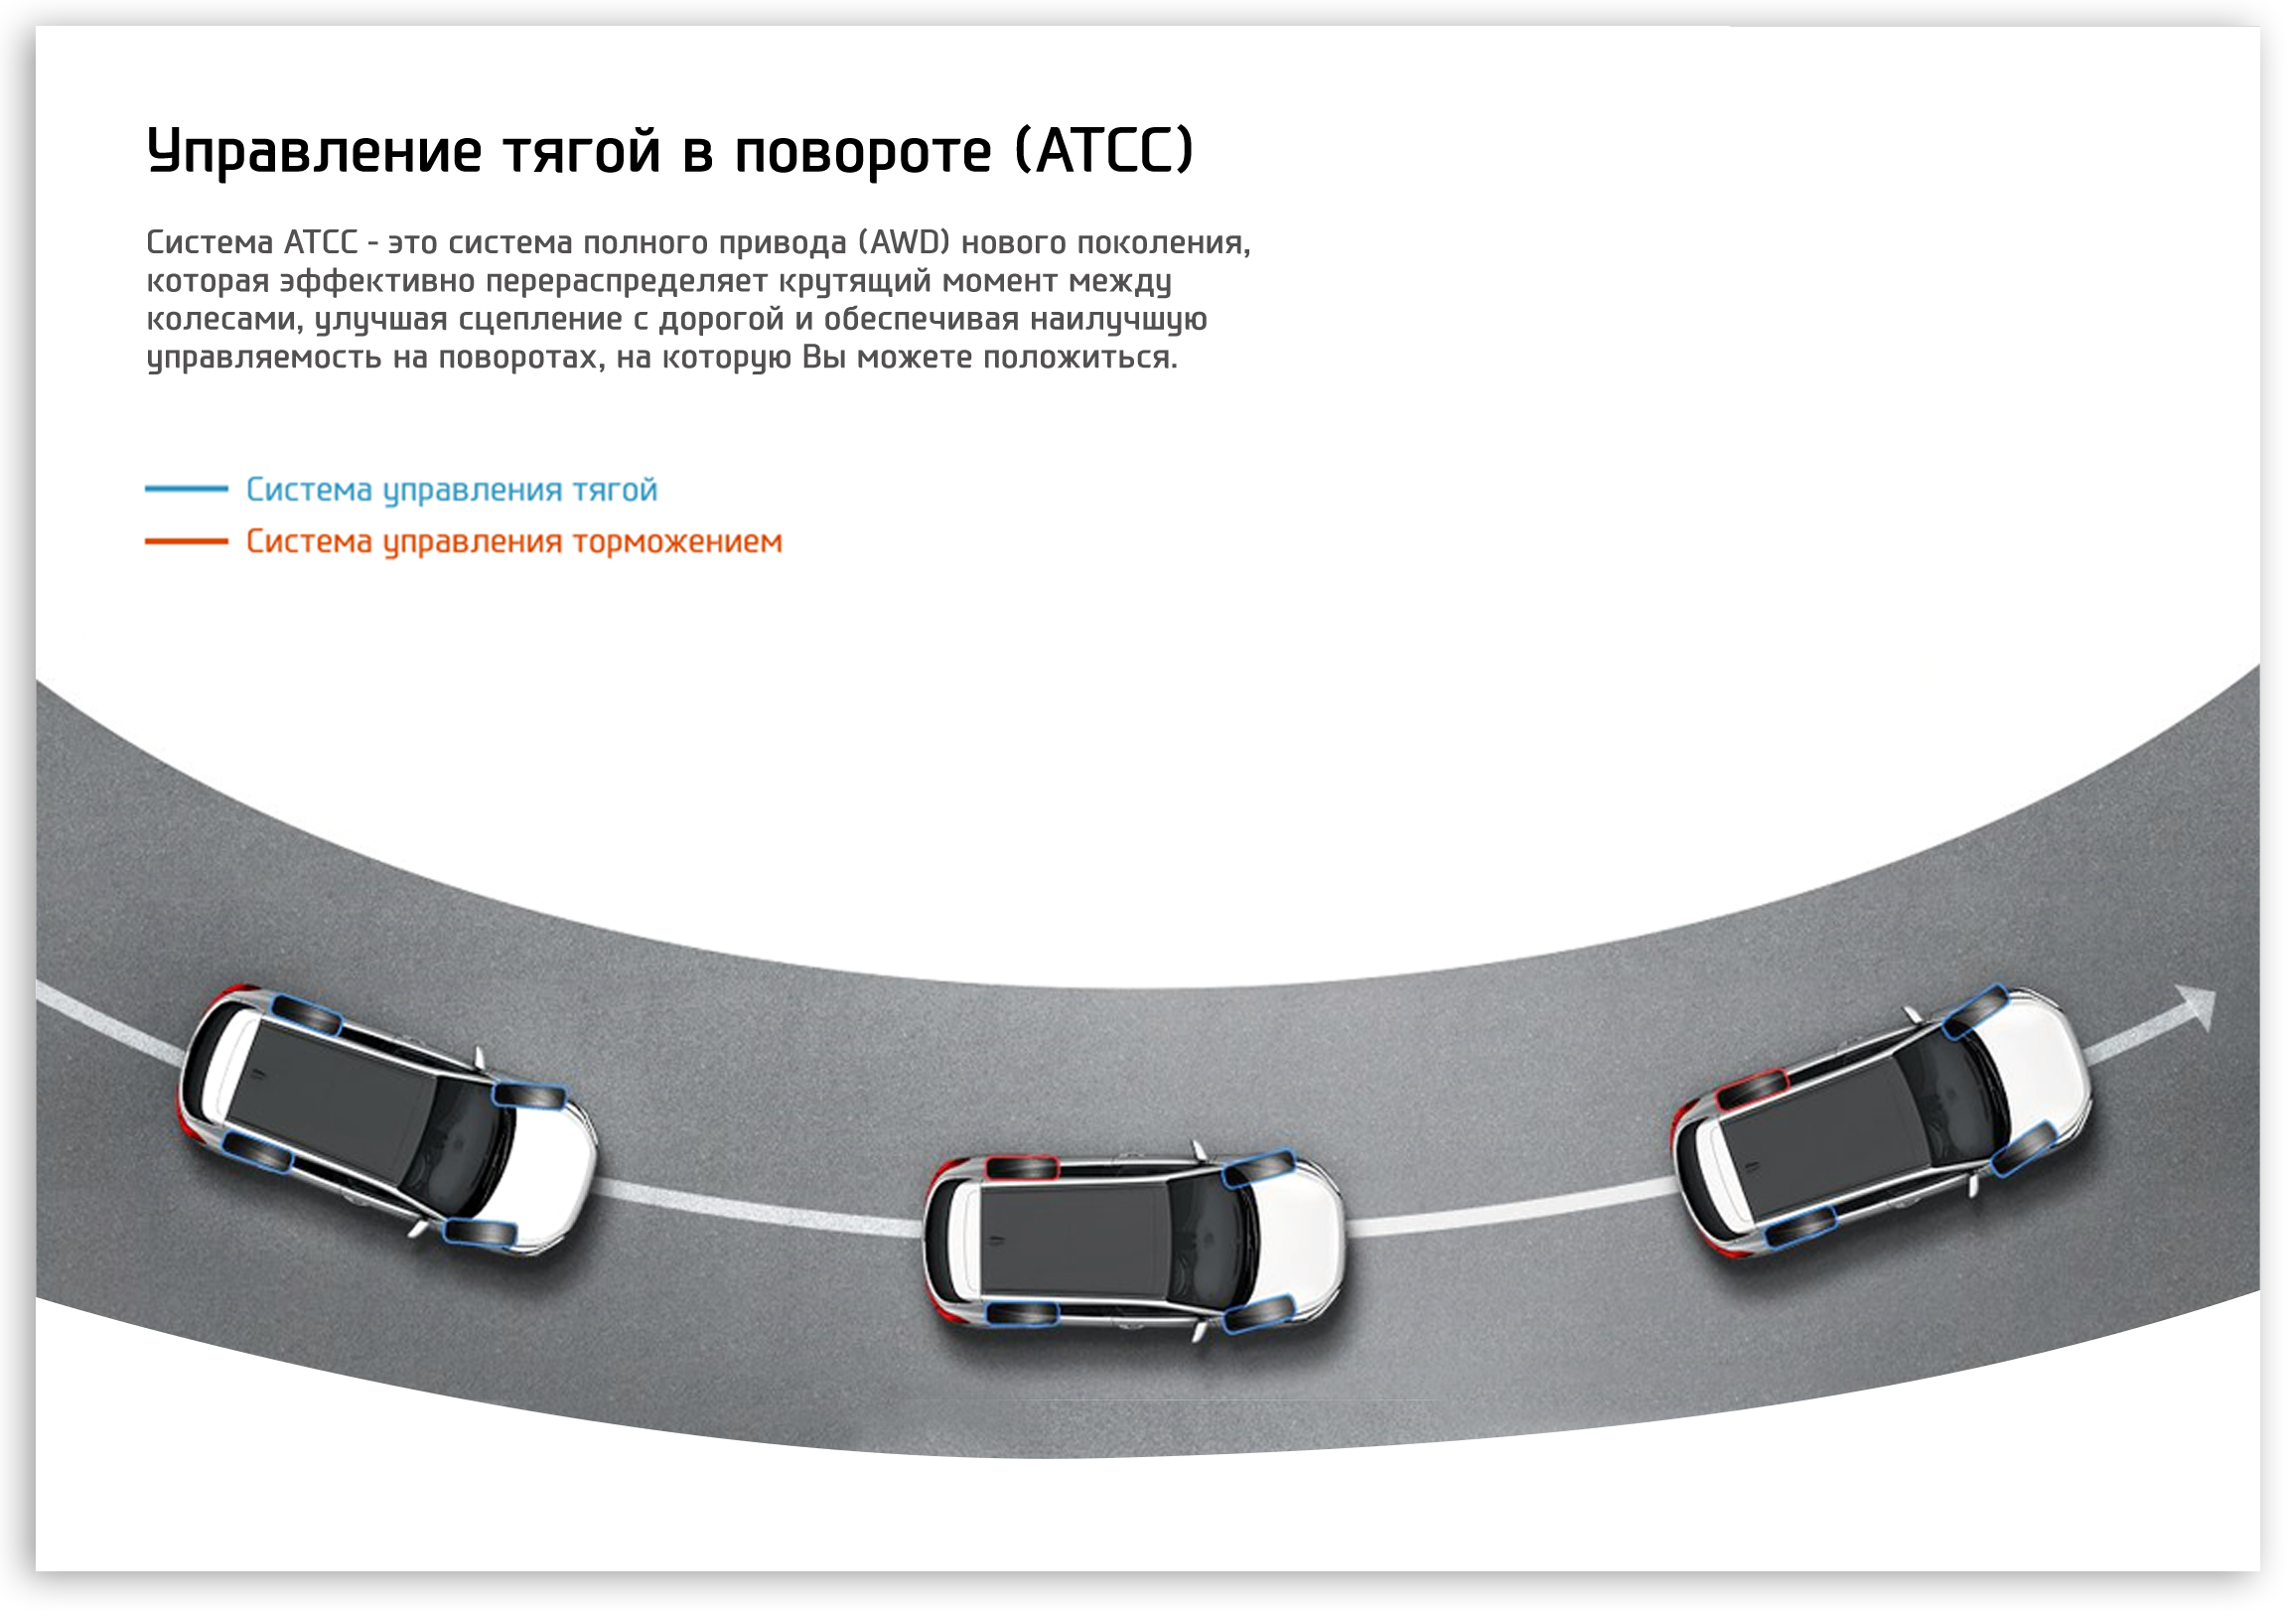 Управление тягой в повороте (ATCC)
Система ATCC - это система полного привода (AWD) нового поколения,
которая эффективно перераспределяет крутящий момент между
колесами, улучшая сцепление с дорогой и обеспечивая наилучшую
управляемость на поворотах, на которую Вы можете положиться.
Система управления тягой
Система управления торможением